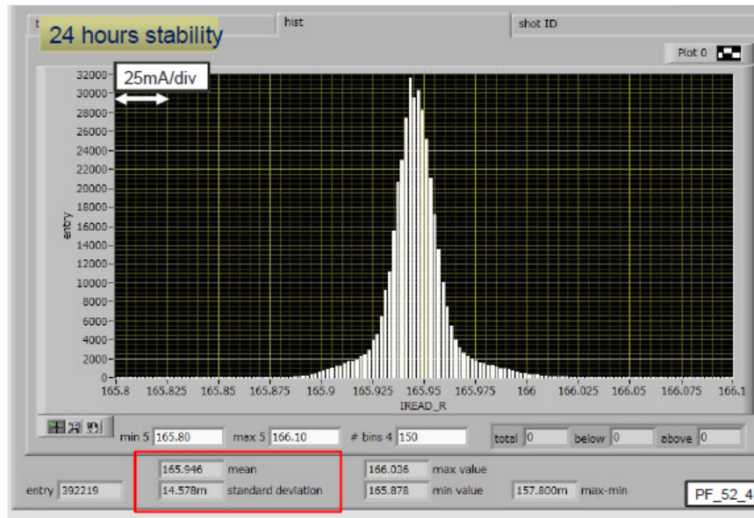 t
hist
shot ID
24 hours stability
Plot 0
25mA/div
32000
30000
28000
26000
24000
22000
20000
18000
16000
14000
12000
10000
8000
6000
4000
2000
0
entry
165.8 165.825 165.85 165.875 165.9 165.925 165.95 165.975 166 166.025 166.05 166.075 166.1
IREAD_R
min 5 165.80 max 5 166.10 # bins 4 150 total 0 below 0 above 0
165.946 mean 166.036 max value
entry 392219 14.578m standard deviation 165.878 min value 157.800m max-min
PF_52_4